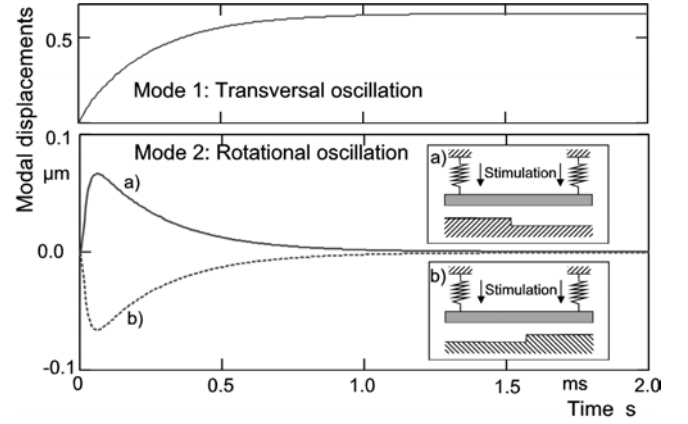 Modal displacements
0.5
Mode 1: Transversal oscillation
0.1
µm
0.0
-0.1
Mode 2: Rotational oscillation
a)
b)
a)
Stimulation
b)
Stimulation
0
0.5
1.0
1.5
ms
2.0
Time s